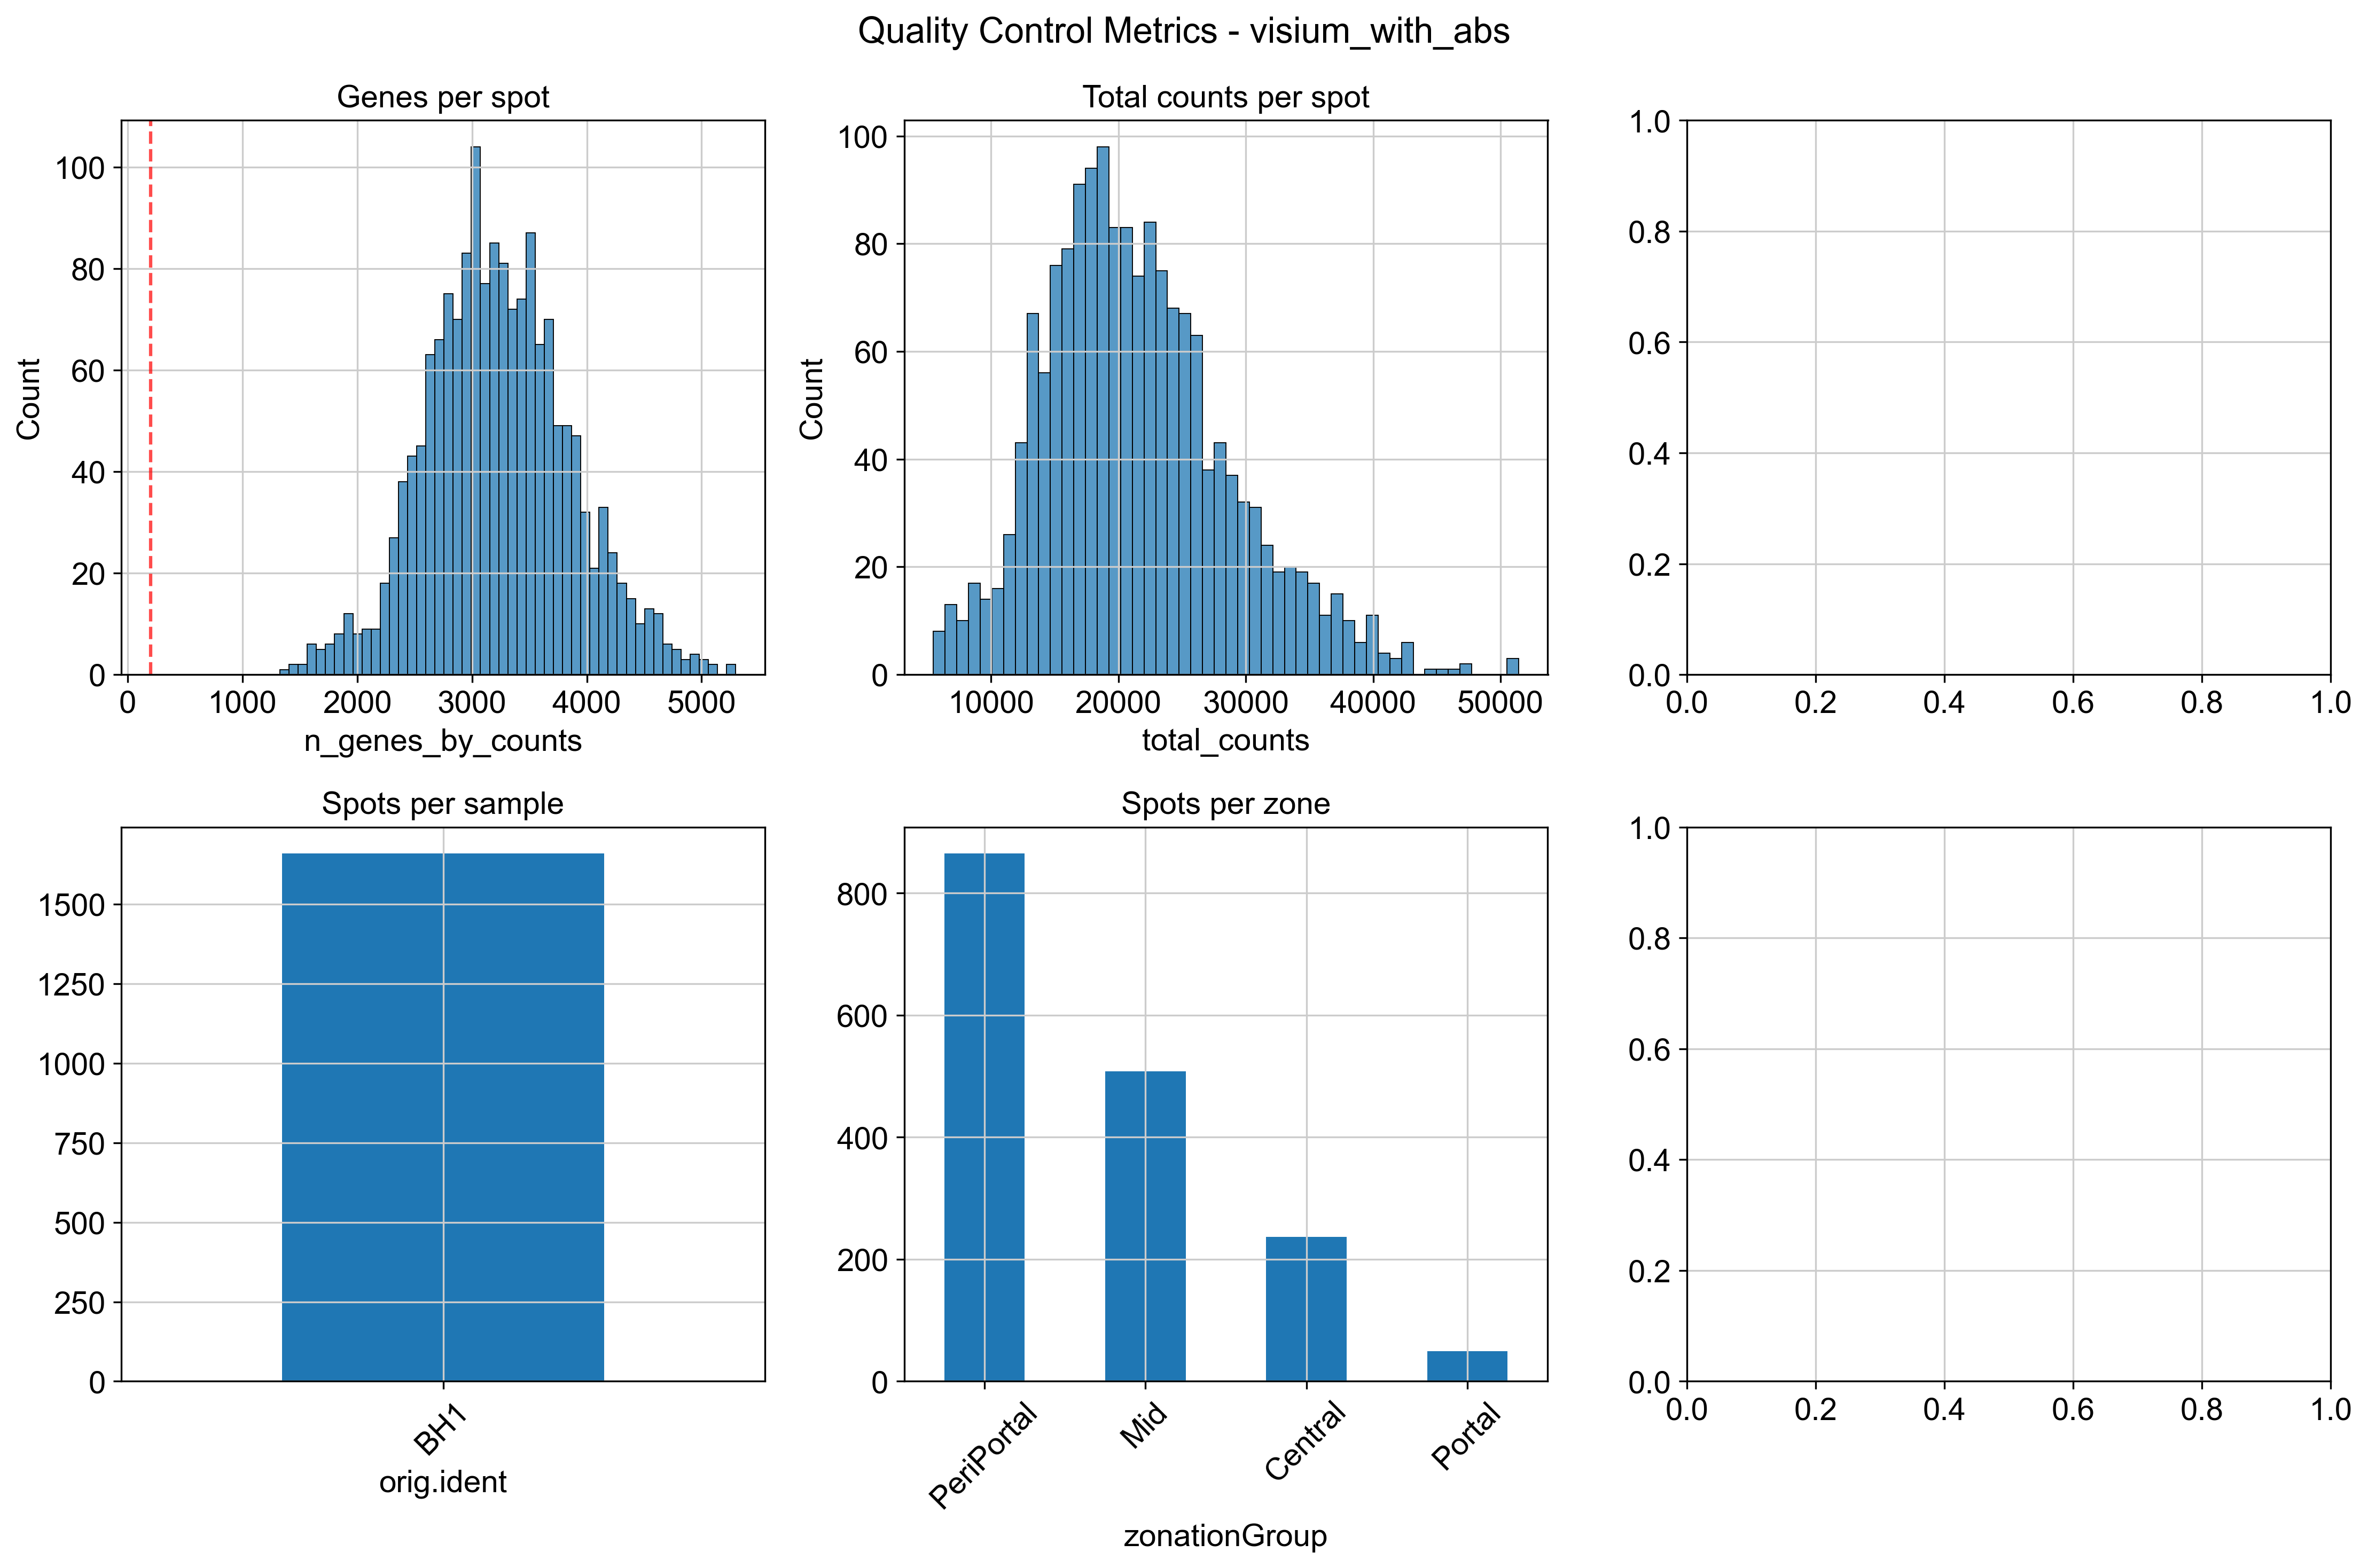 Quality Control Metrics - visium_with_abs
Genes per spot
100
80
60
40
20
0
Count
0 1000 2000 3000 4000 5000
n_genes_by_counts
Total counts per spot
100
80
60
40
20
0
Count
10000 20000 30000 40000 50000
total_counts
1.0
0.8
0.6
0.4
0.2
0.0
0.0 0.2 0.4 0.6 0.8 1.0
Spots per sample
1500
1250
1000
750
500
250
0
BH1
orig.ident
Spots per zone
800
600
400
200
0
PeriPortal Mid Central Portal
zonationGroup
1.0
0.8
0.6
0.4
0.2
0.0
0.0 0.2 0.4 0.6 0.8 1.0